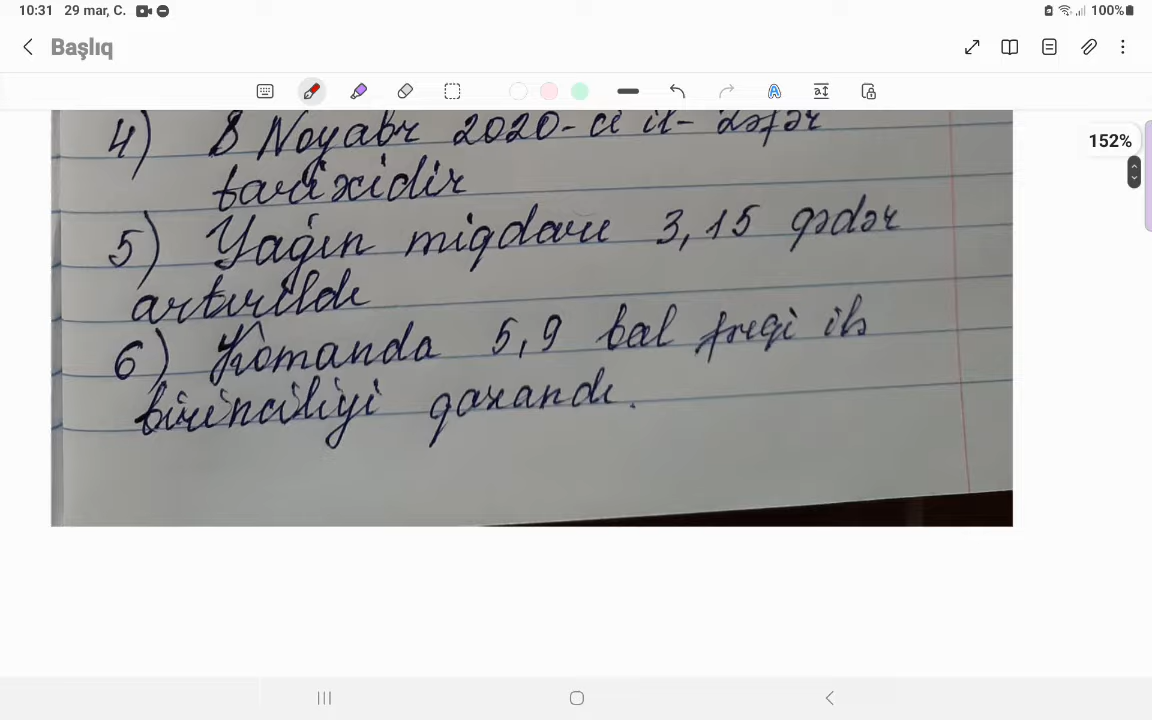 10:31 29 mar, C. 100%
Başlıq
152%
4) 8 Noyabr 2020-ci il- zəfər
tarixidir
5) Yağın miqdarı 3,15 qədər
artırıldı
6) Komanda 5,9 bal fərqi ilə
birinciliyi qazandı.